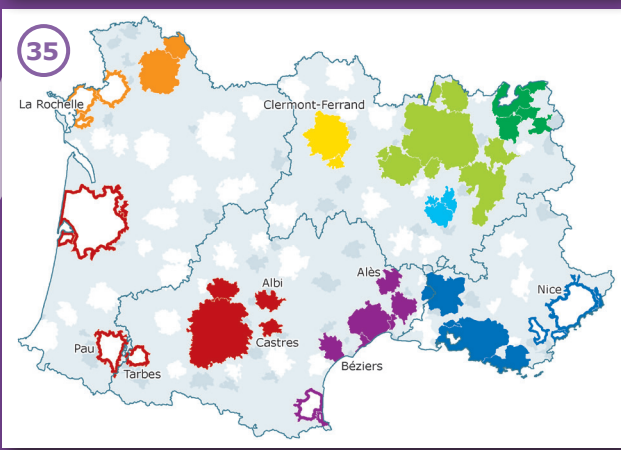 35
La Rochelle
Clermont-Ferrand
Albi
Alès
Nice
Castres
Pau
Tarbes
Béziers